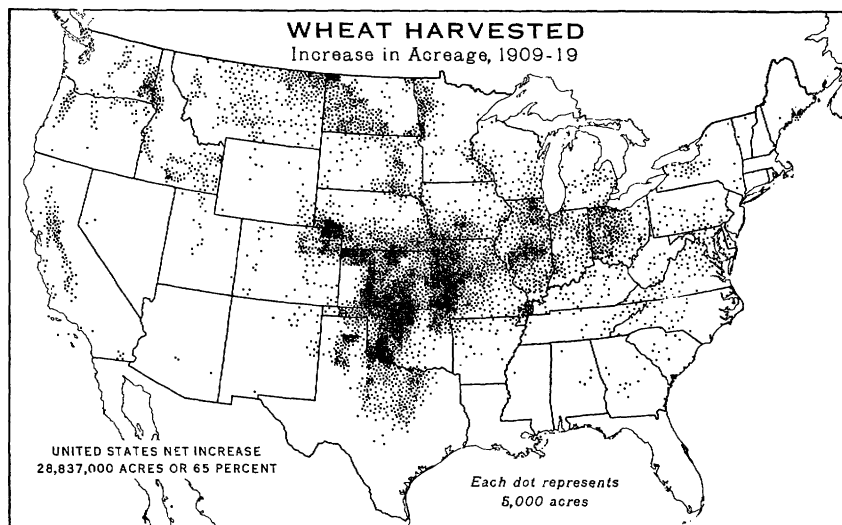 WHEAT HARVESTED
Increase in Acreage, 1909-19
UNITED STATES NET INCREASE
28,837,000 ACRES OR 65 PERCENT
Each dot represents
5,000 acres